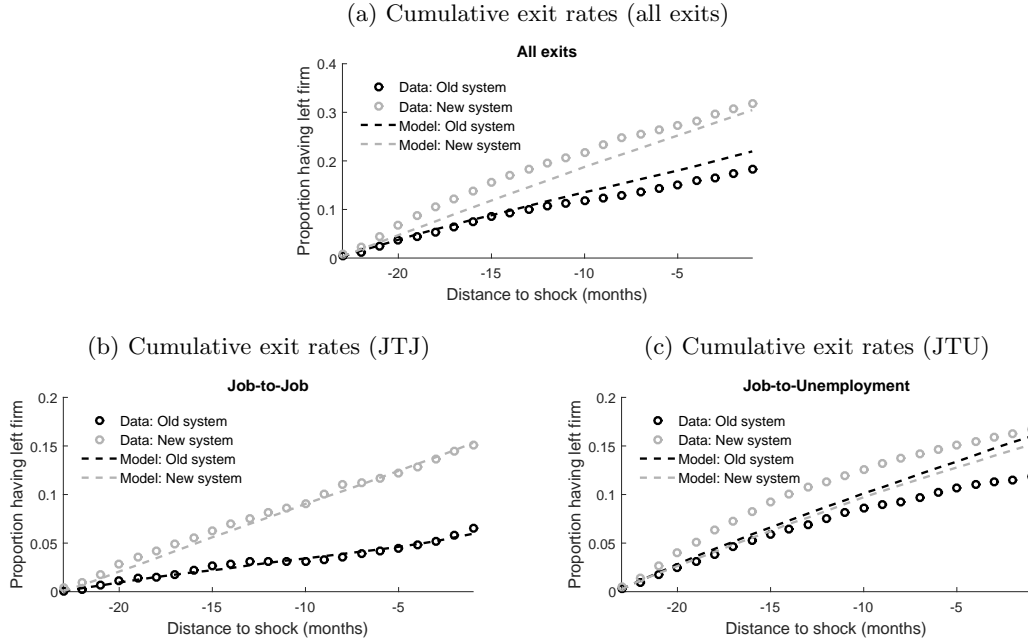 (a) Cumulative exit rates (all exits)
All exits
Proportion having left firm
0.4
0.3
0.2
0.1
0
Data: Old system
Data: New system
Model: Old system
Model: New system
-20
-15
-10
-5
Distance to shock (months)
(b) Cumulative exit rates (JTJ)
Job-to-Job
Proportion having left firm
0.2
0.15
0.1
0.05
0
Data: Old system
Data: New system
Model: Old system
Model: New system
-20
-15
-10
-5
Distance to shock (months)
(c) Cumulative exit rates (JTU)
Job-to-Unemployment
Proportion having left firm
0.2
0.15
0.1
0.05
0
Data: Old system
Data: New system
Model: Old system
Model: New system
-20
-15
-10
-5
Distance to shock (months)